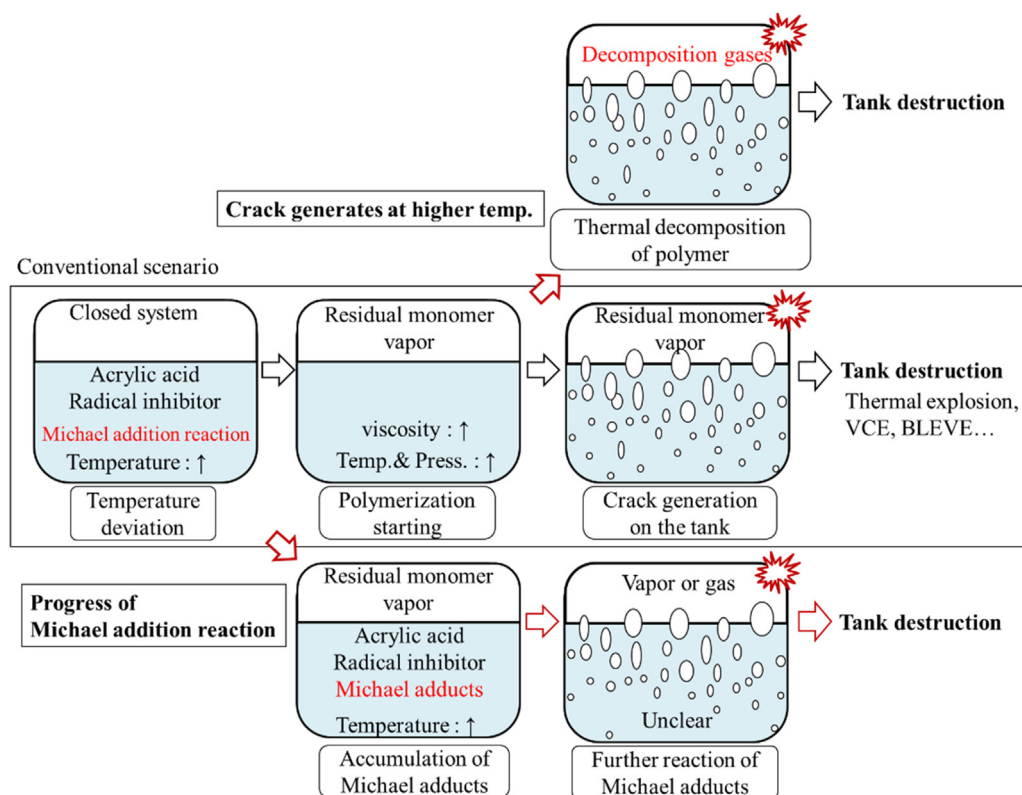 Decomposition gases
Tank destruction
Crack generates at higher temp.
Thermal decomposition
of polymer
Conventional scenario
Closed system
Acrylic acid
Radical inhibitor
Michael addition reaction
Temperature : ↑
Temperature
deviation
Residual monomer
vapor
viscosity : ↑
Temp.& Press. : ↑
Polymerization
starting
Residual monomer
vapor
Crack generation
on the tank
Tank destruction
Thermal explosion,
VCE, BLEVE…
Progress of
Michael addition reaction
Residual monomer
vapor
Acrylic acid
Radical inhibitor
Michael adducts
Temperature : ↑
Accumulation of
Michael adducts
Vapor or gas
Unclear
Further reaction of
Michael adducts
Tank destruction